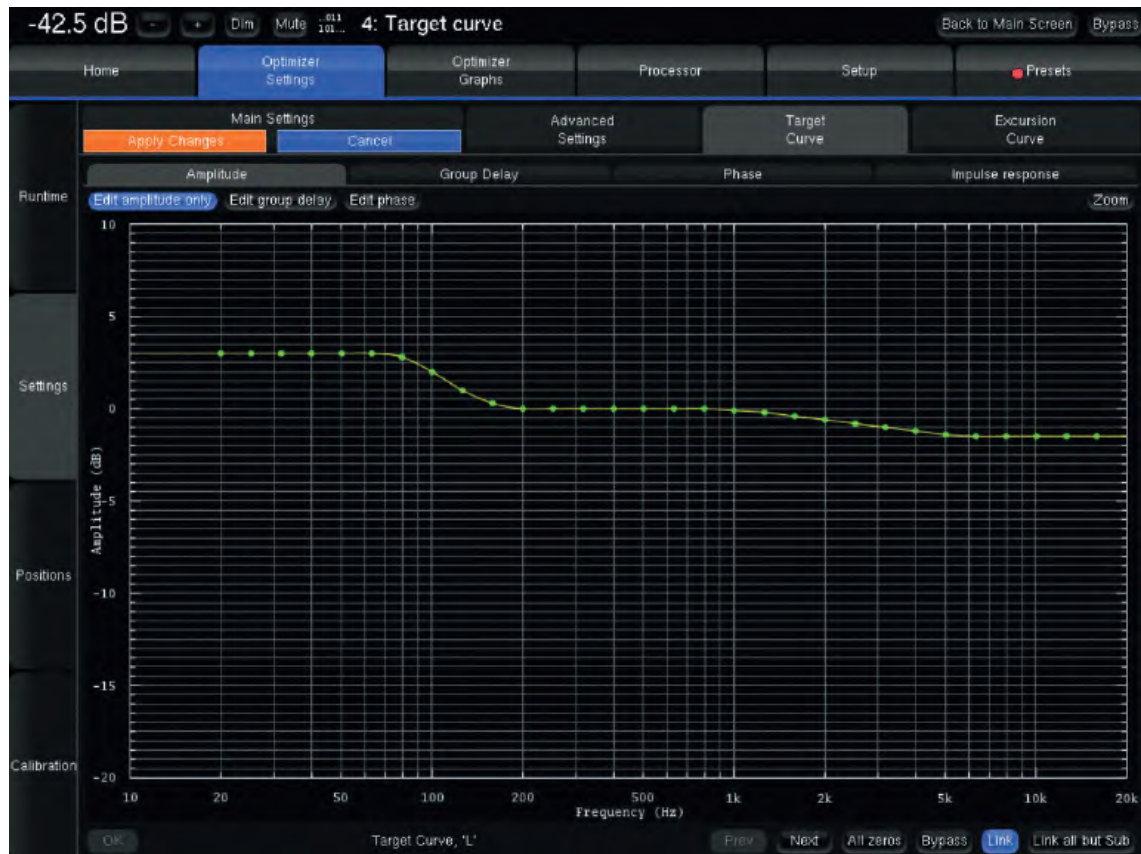 -42.5 dB - + Dim Mute ..011 101... 4: Target curve Back to Main Screen Bypass
Home Optimizer Settings Optimizer Graphs Processor Setup Presets
Main Settings Advanced Settings Target Curve Excursion Curve
Apply Changes Cancel
Amplitude Group Delay Phase Impulse response
Runtime
Edit amplitude only Edit group delay Edit phase Zoom
Settings
Positions
Calibration
10
5
0
-5
-10
-15
-20
Amplitude (dB)
10 20 50 100 200 500 1k 2k 5k 10k 20k
Frequency (Hz)
OK Target Curve, 'L' Prev Next All zeros Bypass Link Link all but Sub